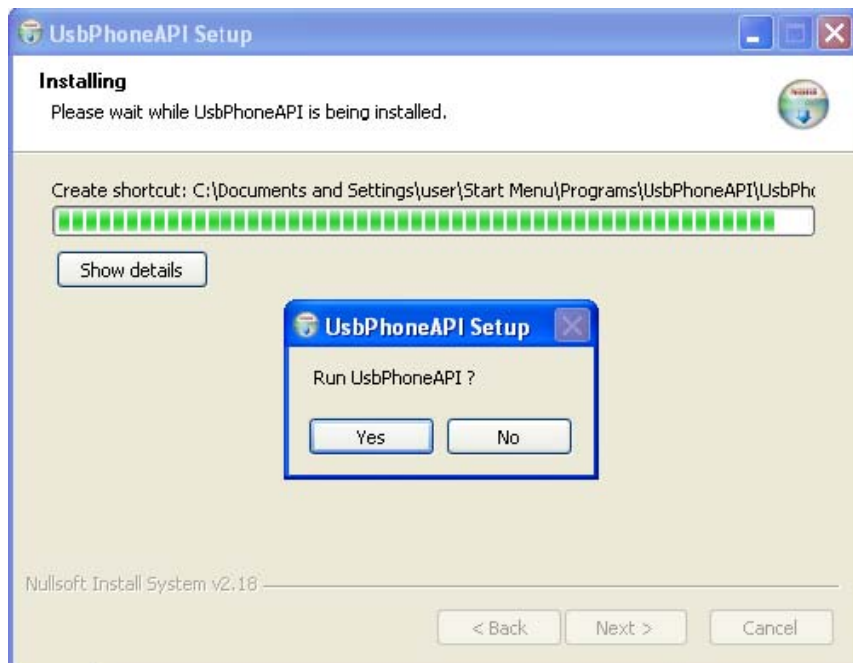 UsbPhoneAPI Setup
Installing
Please wait while UsbPhoneAPI is being installed.
Create shortcut: C:\Documents and Settings\user\Start Menu\Programs\UsbPhoneAPI\UsbPho
Show details
UsbPhoneAPI Setup
Run UsbPhoneAPI ?
Yes No
Nullsoft Install System v2.18
< Back Next > Cancel